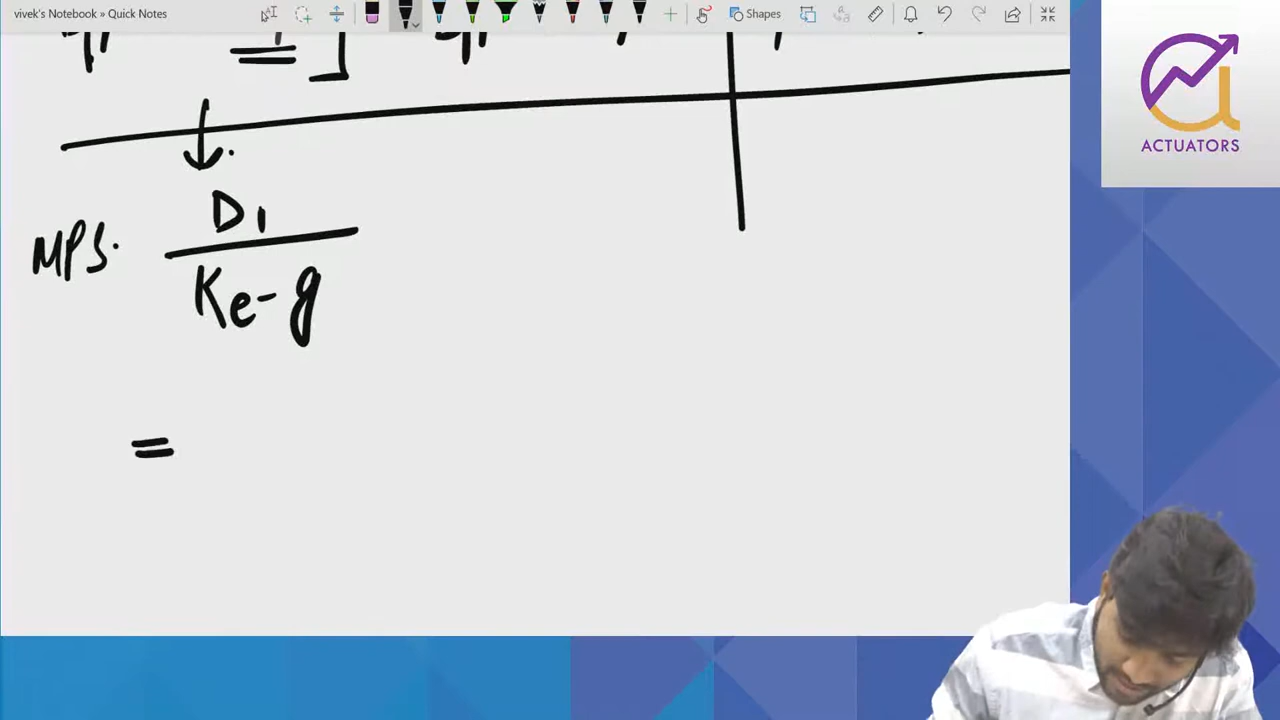 vivek's Notebook » Quick Notes
Shapes
ACTUATORS
MPS. D1
Ke-g
=